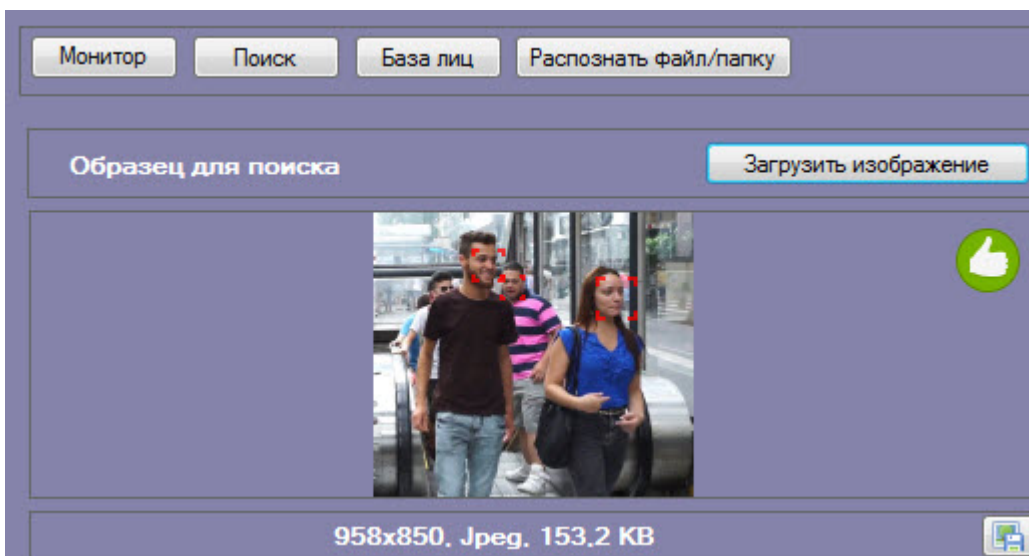 Монитор Поиск База лиц Распознать файл/папку
Образец для поиска Загрузить изображение
958x850, Jpeg, 153,2 KB